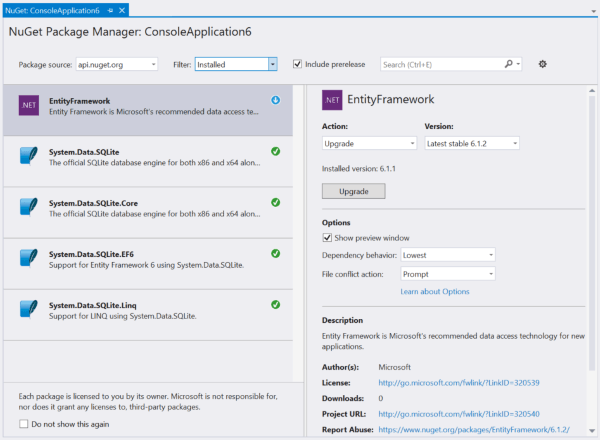 NuGet: ConsoleApplication6
NuGet Package Manager: ConsoleApplication6
Package source: api.nuget.org Filter: Installed Include prerelease Search (Ctrl+E)
.NET EntityFramework
Entity Framework is Microsoft's recommended data access te...
System.Data.SQLite
The official SQLite database engine for both x86 and x64 alon...
System.Data.SQLite.Core
The official SQLite database engine for both x86 and x64 alon...
System.Data.SQLite.EF6
Support for Entity Framework 6 using System.Data.SQLite.
System.Data.SQLite.Linq
Support for LINQ using System.Data.SQLite.
Each package is licensed to you by its owner. Microsoft is not responsible for,
nor does it grant any licenses to, third-party packages.
Do not show this again
.NET EntityFramework
Action: Version:
Upgrade Latest stable 6.1.2
Installed version: 6.1.1
Upgrade
Options
Show preview window
Dependency behavior: Lowest
File conflict action: Prompt
Learn about Options
Description
Entity Framework is Microsoft's recommended data access technology for new
applications.
Author(s): Microsoft
License: http://go.microsoft.com/fwlink/?LinkID=320539
Downloads: 0
Project URL: http://go.microsoft.com/fwlink/?LinkID=320540
Report Abuse: https://www.nuget.org/packages/EntityFramework/6.1.2/